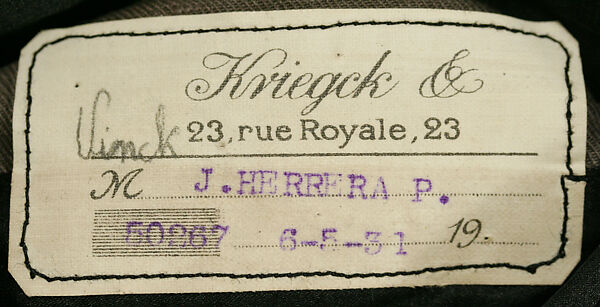 Kriegck &
23, rue Royale, 23
Vinck
M J. HERRERA P.
50267 6-5-31 19.